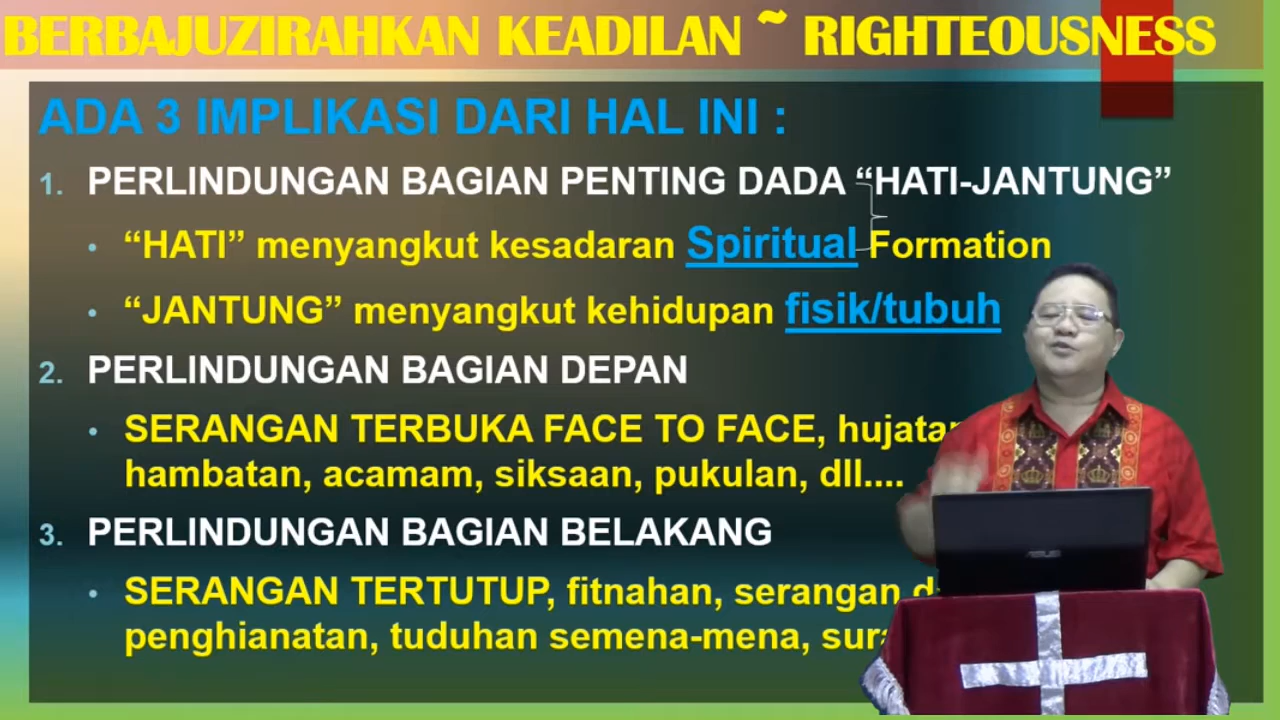 BERBAJUZIRAHKAN KEADILAN ~ RIGHTEOUSNESS
ADA 3 IMPLIKASI DARI HAL INI :
1. PERLINDUNGAN BAGIAN PENTING DADA “HATI-JANTUNG”
• “HATI” menyangkut kesadaran Spiritual Formation
• “JANTUNG” menyangkut kehidupan fisik/tubuh
2. PERLINDUNGAN BAGIAN DEPAN
• SERANGAN TERBUKA FACE TO FACE,
hambatan, acamam, siksaan, pukulan, dll....
3. PERLINDUNGAN BAGIAN BELAKANG
• SERANGAN TERTUTUP, fitnahan, serangan
penghianatan, tuduhan semena-mena,
ASUS